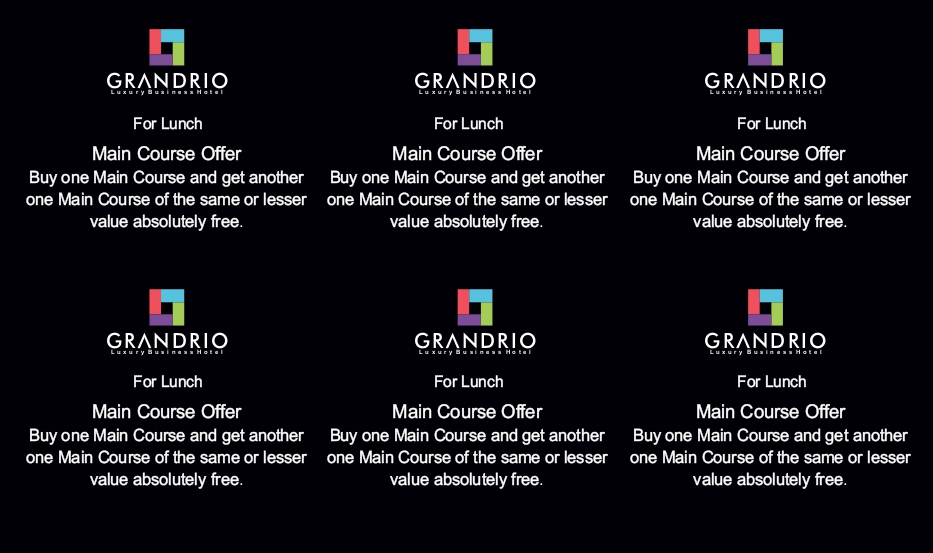 GRANDRIO
Luxury Business Hotel
For Lunch
Main Course Offer
Buy one Main Course and get another
one Main Course of the same or lesser
value absolutely free.
GRANDRIO
Luxury Business Hotel
For Lunch
Main Course Offer
Buy one Main Course and get another
one Main Course of the same or lesser
value absolutely free.
GRANDRIO
Luxury Business Hotel
For Lunch
Main Course Offer
Buy one Main Course and get another
one Main Course of the same or lesser
value absolutely free.
GRANDRIO
Luxury Business Hotel
For Lunch
Main Course Offer
Buy one Main Course and get another
one Main Course of the same or lesser
value absolutely free.
GRANDRIO
Luxury Business Hotel
For Lunch
Main Course Offer
Buy one Main Course and get another
one Main Course of the same or lesser
value absolutely free.
GRANDRIO
Luxury Business Hotel
For Lunch
Main Course Offer
Buy one Main Course and get another
one Main Course of the same or lesser
value absolutely free.